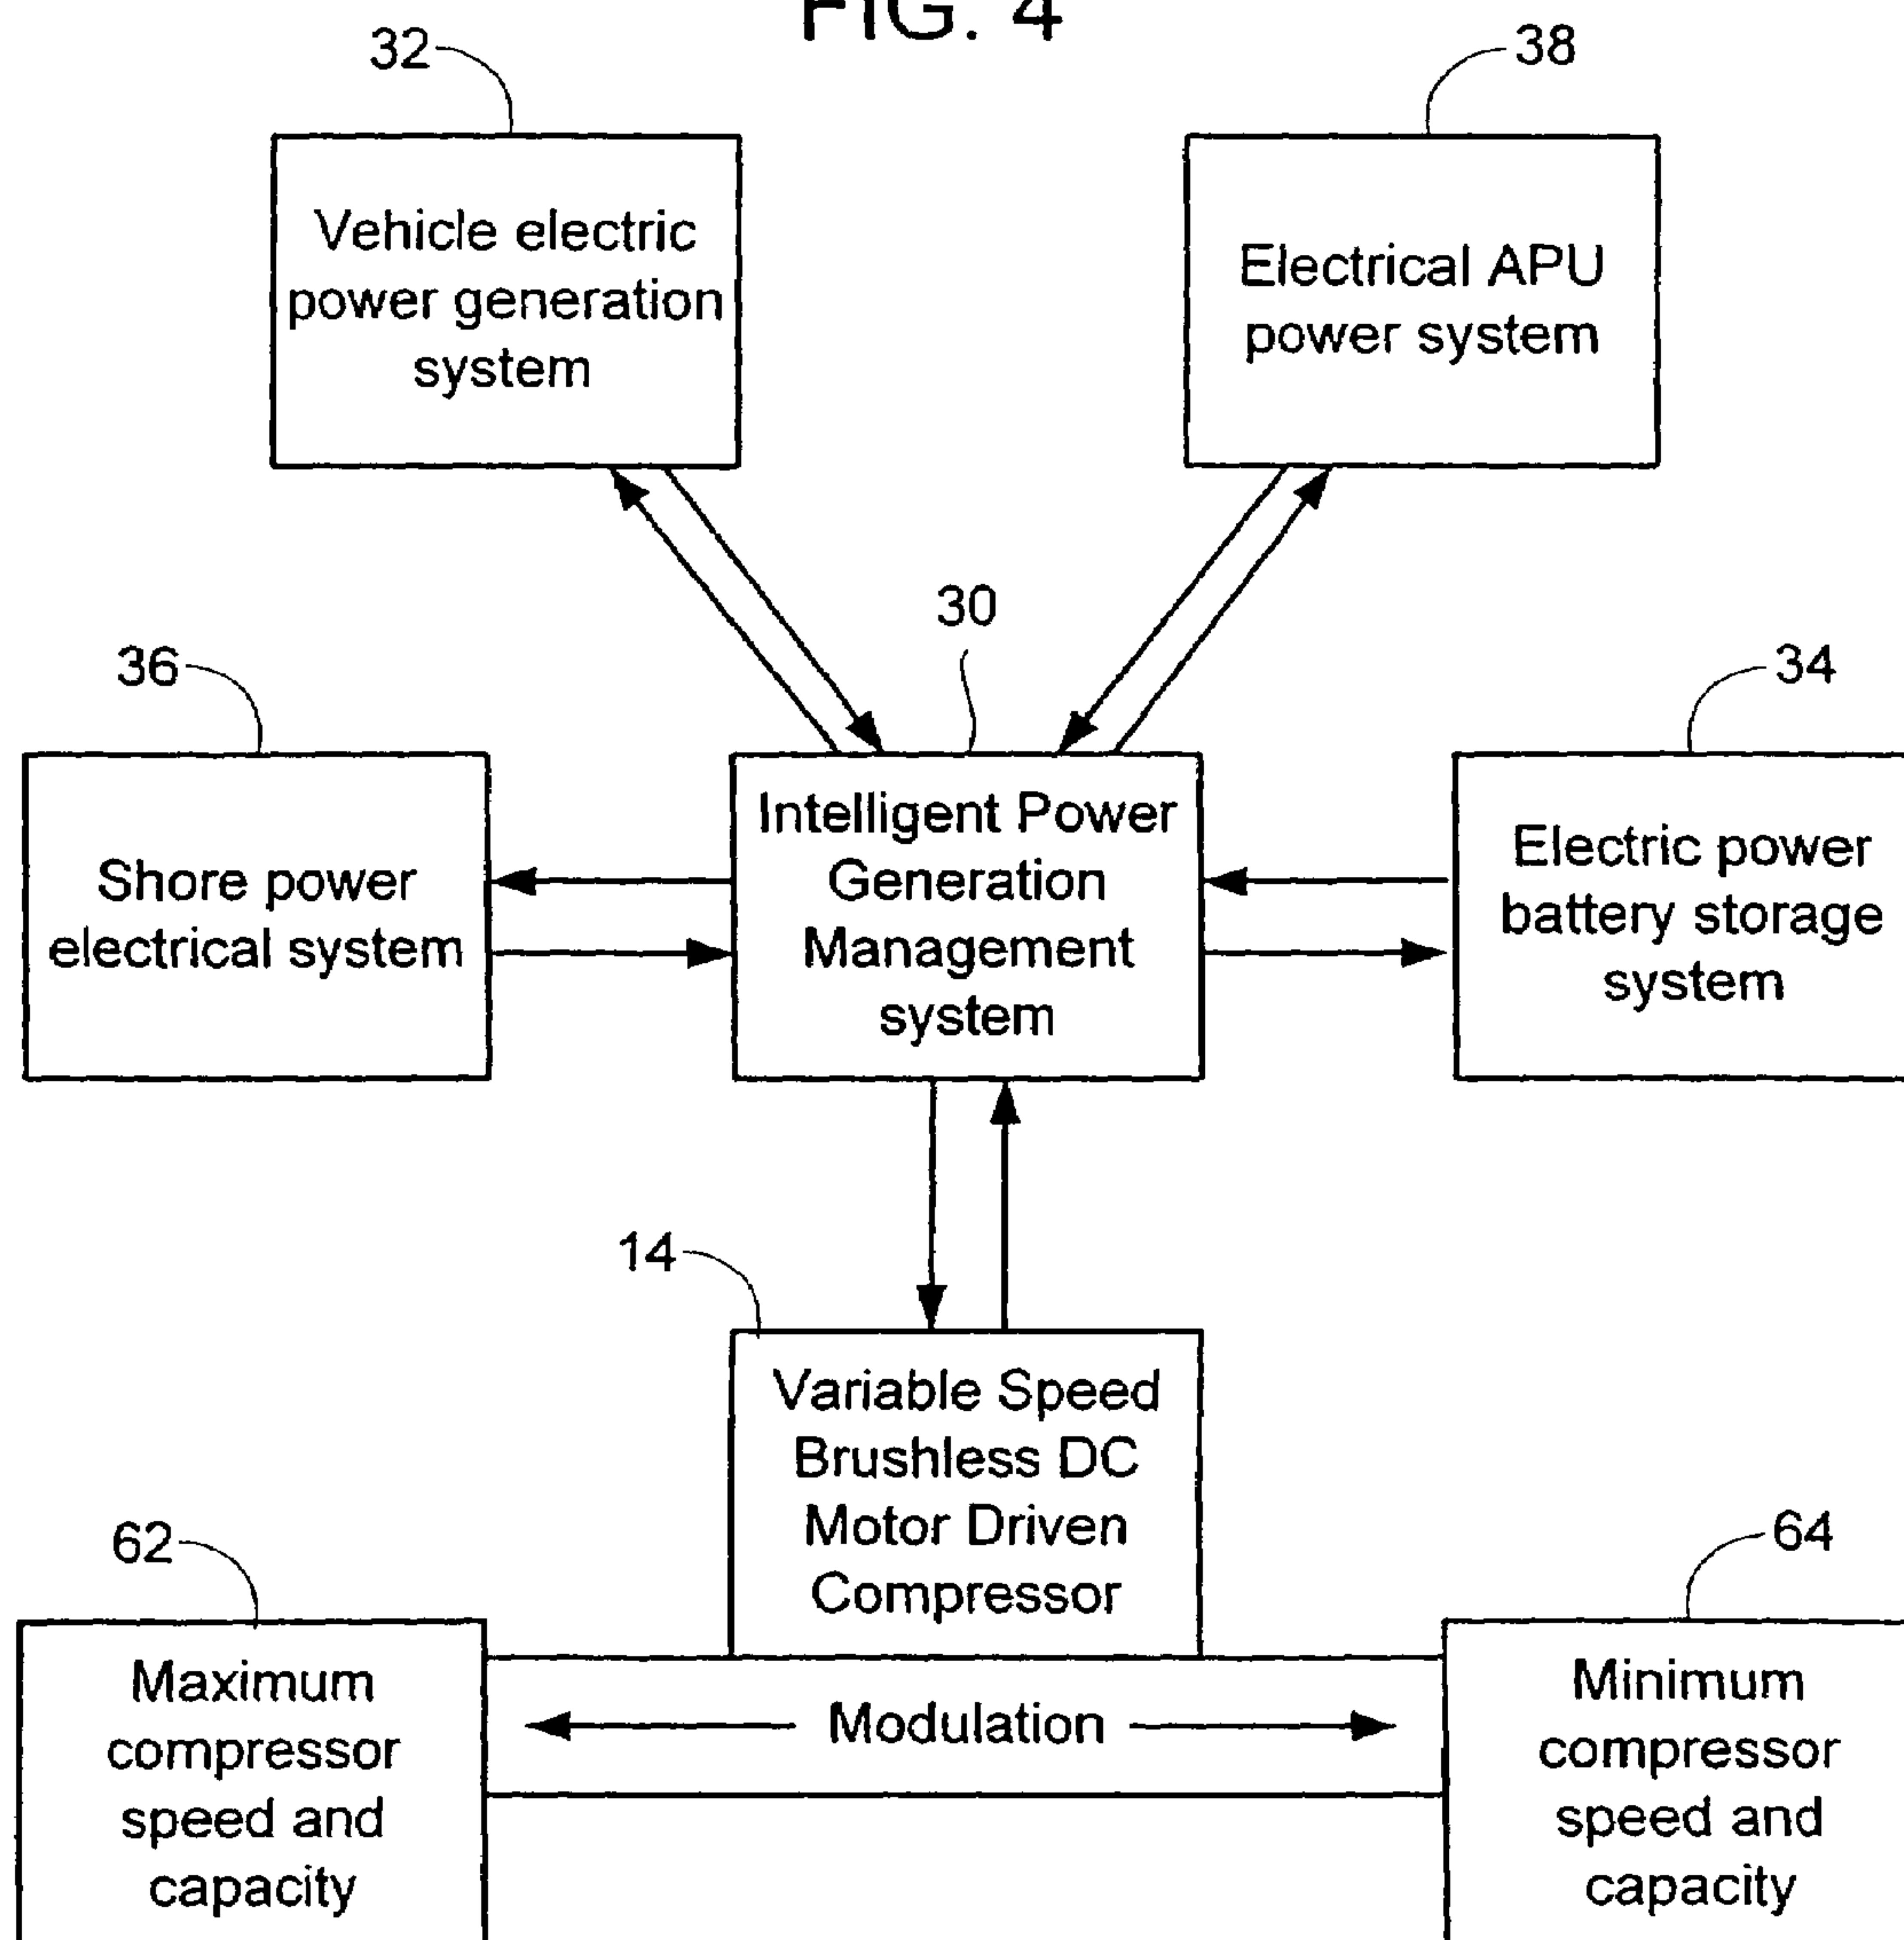 FIG. 4
32
38
Vehicle electric
power generation
system
Electrical APU
power system
30
36
34
Shore power
electrical system
Intelligent Power
Generation
Management
system
Electric power
battery storage
system
14
Variable Speed
Brushless DC
Motor Driven
Compressor
62
64
Maximum
compressor
speed and
capacity
Modulation
Minimum
compressor
speed and
capacity